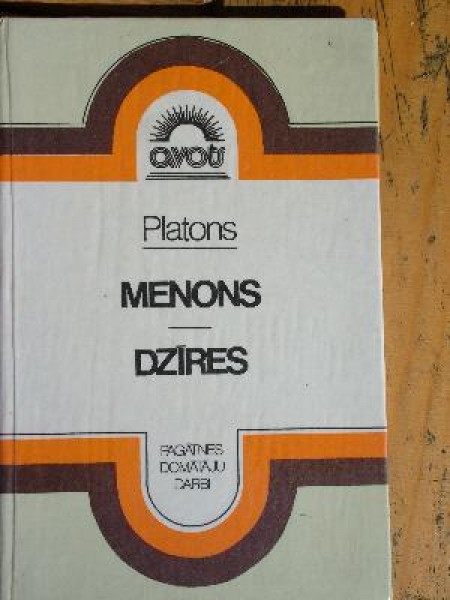 avots
Platons
MENONS
DZĪRES
PAGĀTNES
DOMĀTĀJU
DARBI